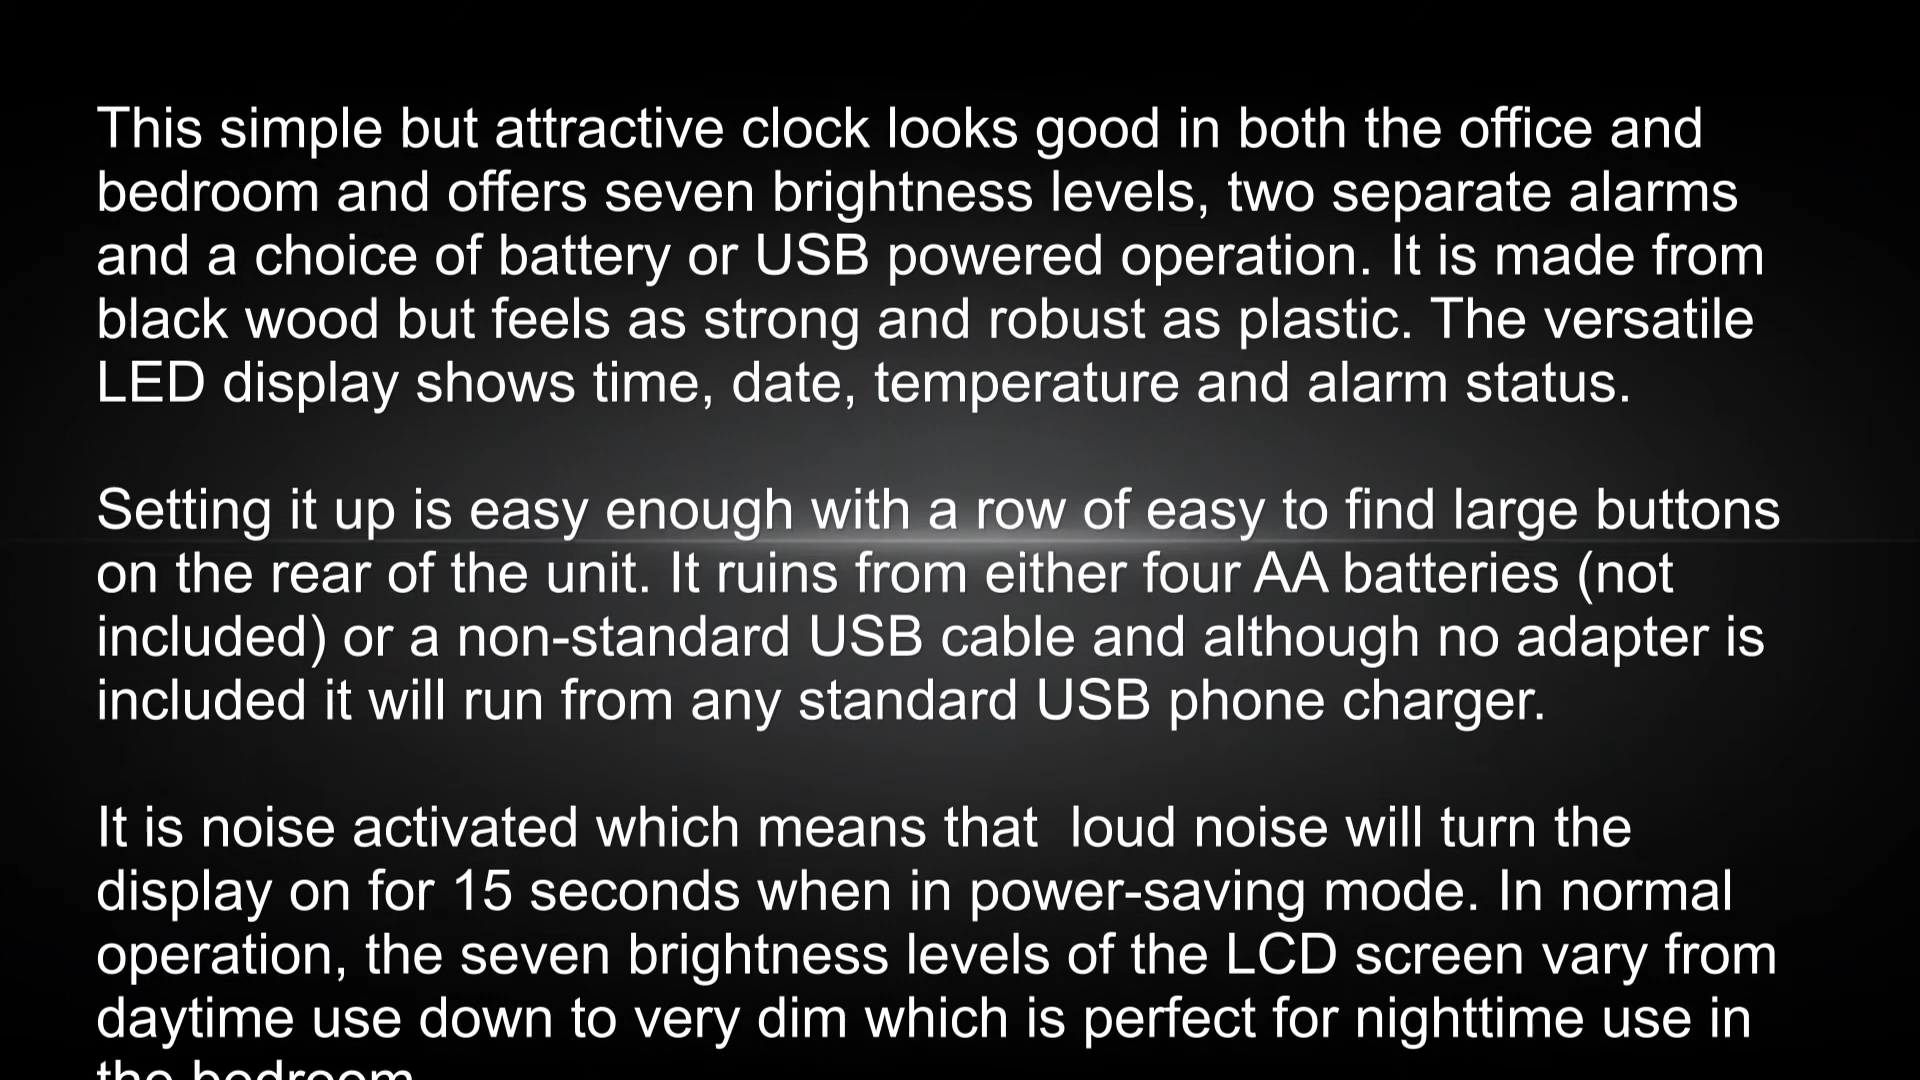 This simple but attractive clock looks good in both the office and
bedroom and offers seven brightness levels, two separate alarms
and a choice of battery or USB powered operation. It is made from
black wood but feels as strong and robust as plastic. The versatile
LED display shows time, date, temperature and alarm status.
Setting it up is easy enough with a row of easy to find large buttons
on the rear of the unit. It ruins from either four AA batteries (not
included) or a non-standard USB cable and although no adapter is
included it will run from any standard USB phone charger.
It is noise activated which means that  loud noise will turn the
display on for 15 seconds when in power-saving mode. In normal
operation, the seven brightness levels of the LCD screen vary from
daytime use down to very dim which is perfect for nighttime use in
the bedroom